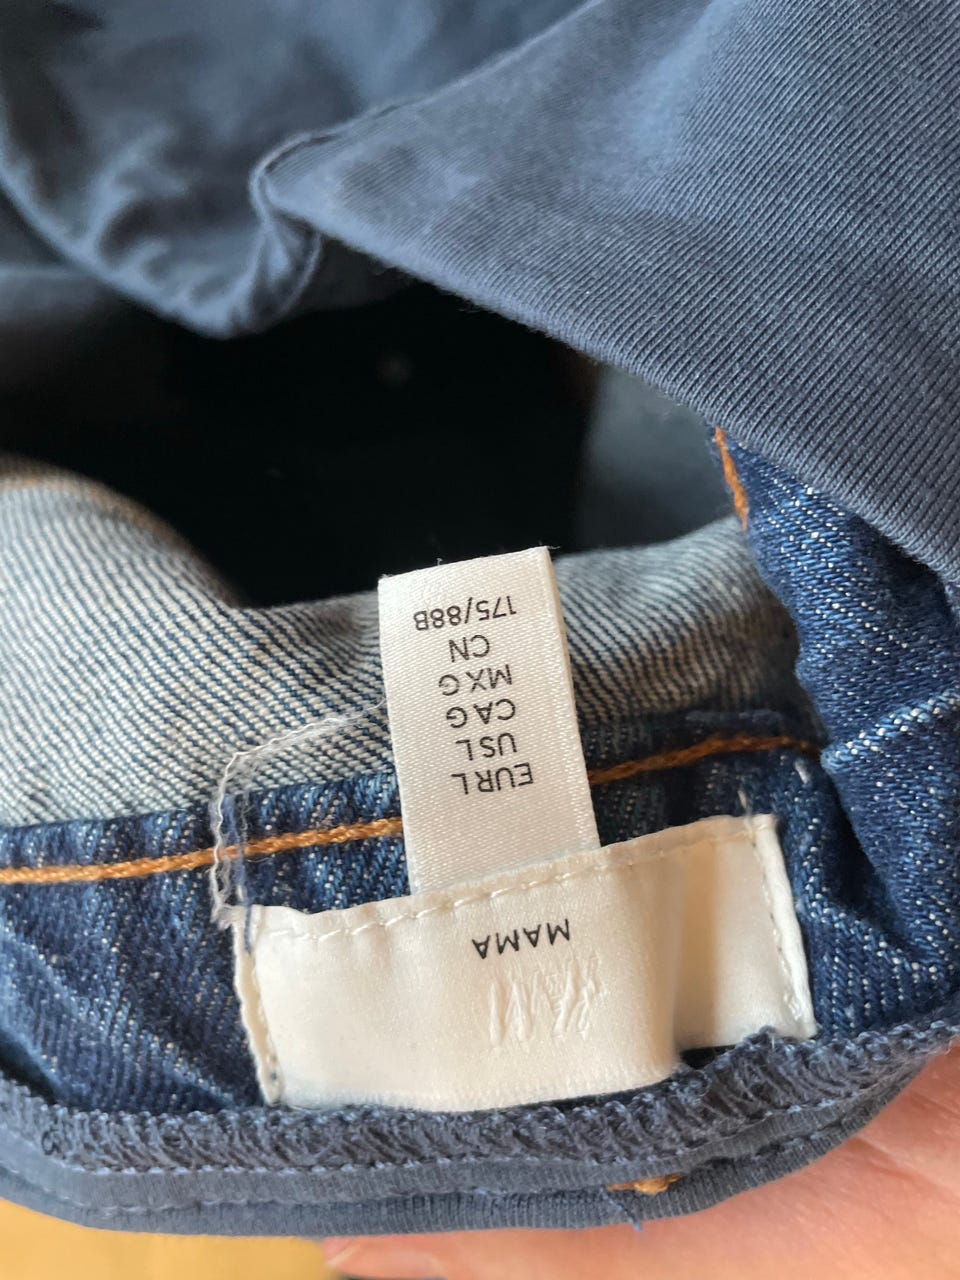 H&M
MAMA
EUR L
US L
CA G
MX G
CN
175/88B